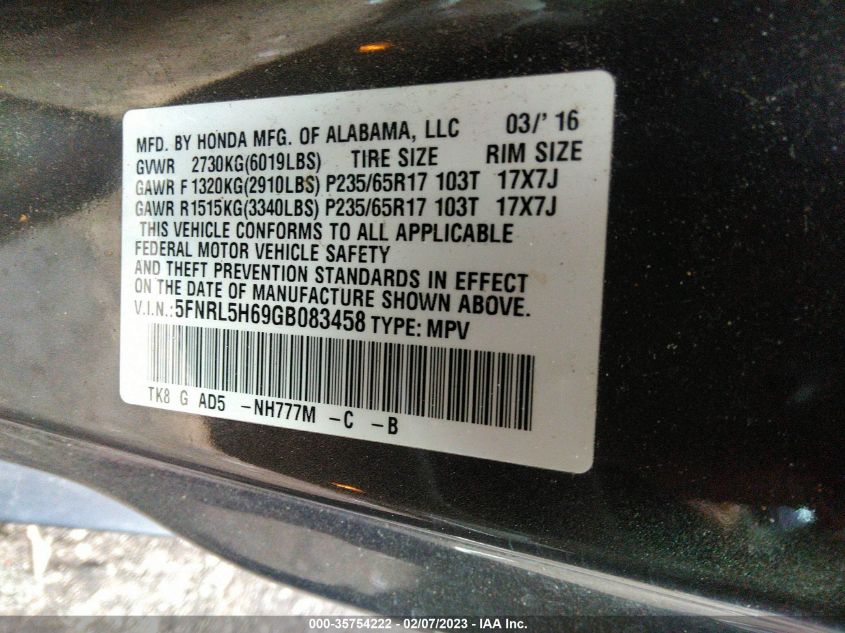 MFD. BY HONDA MFG. OF ALABAMA, LLC 03/' 16
GVWR 2730KG(6019LBS) TIRE SIZE RIM SIZE
GAWR F 1320KG(2910LBS) P235/65R17 103T 17X7J
GAWR R 1515KG(3340LBS) P235/65R17 103T 17X7J
THIS VEHICLE CONFORMS TO ALL APPLICABLE
FEDERAL MOTOR VEHICLE SAFETY
AND THEFT PREVENTION STANDARDS IN EFFECT
ON THE DATE OF MANUFACTURE SHOWN ABOVE.
V.I.N.:5FNRL5H69GB083458 TYPE: MPV
TK8 G AD5 -NH777M -C -B
000-35754222 - 02/07/2023 - IAA Inc.